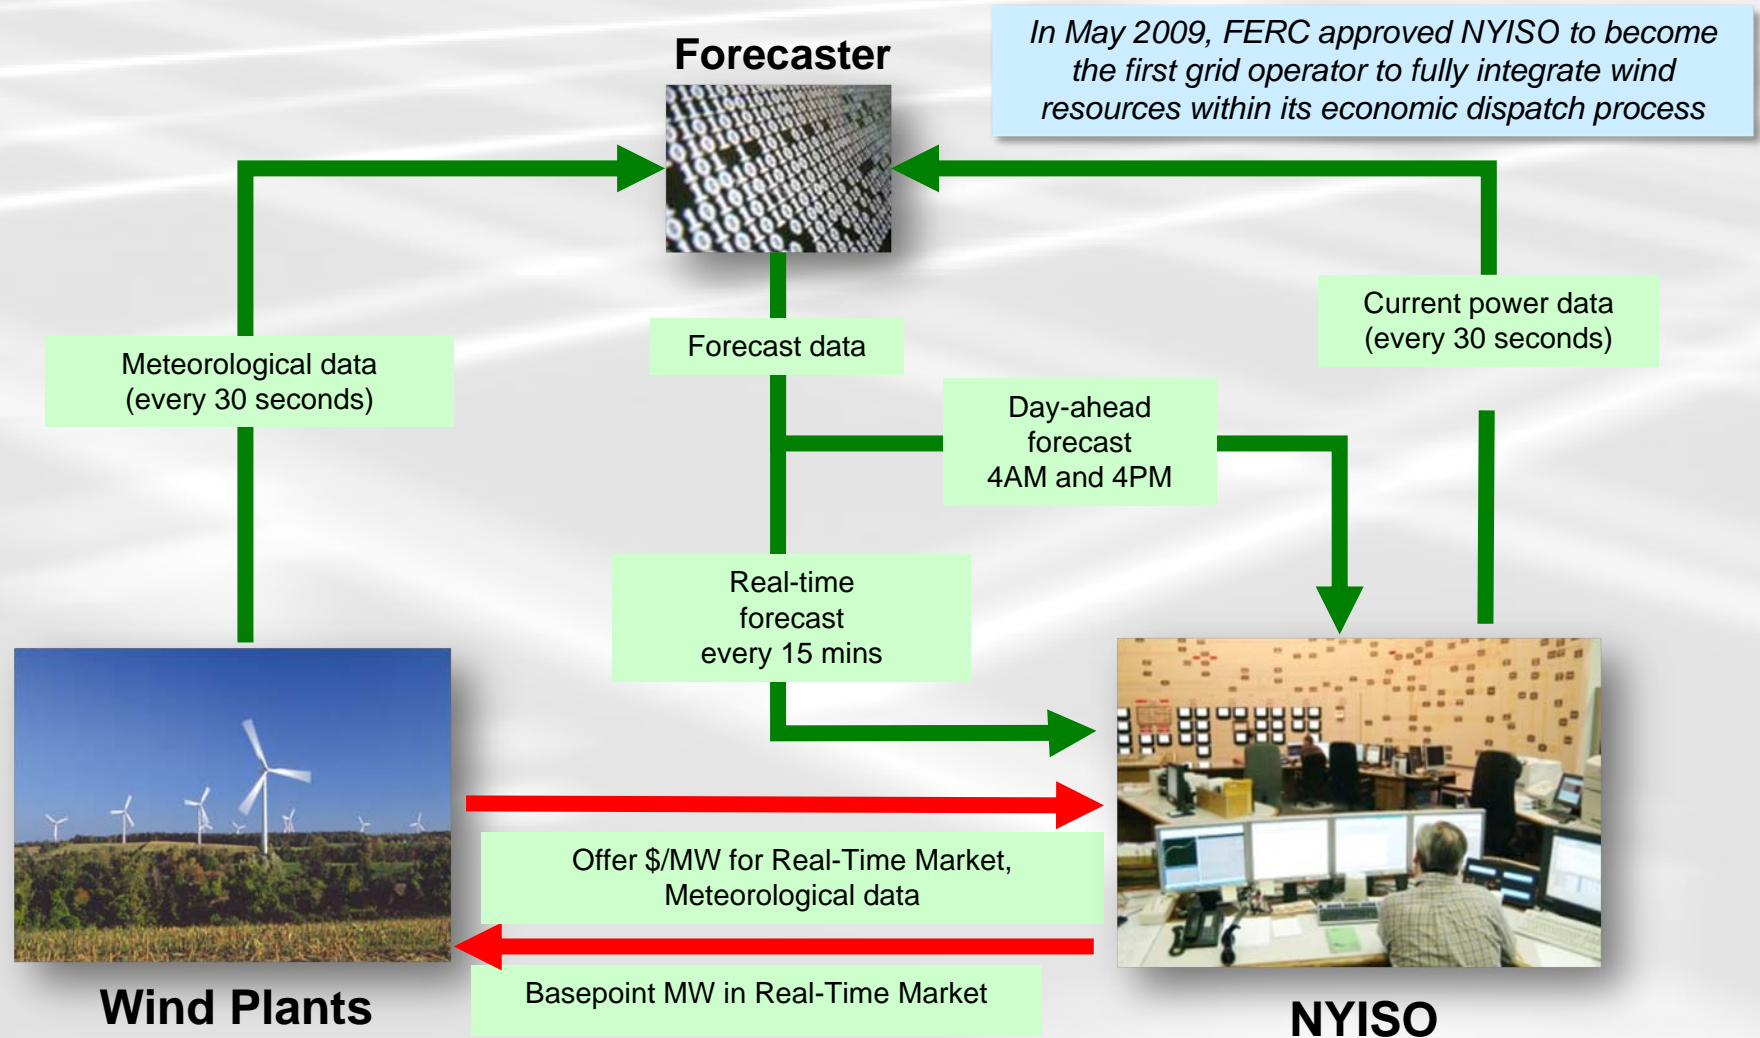 In May 2009, FERC approved NYISO to become
the first grid operator to fully integrate wind
resources within its economic dispatch process
Forecaster
Meteorological data
(every 30 seconds)
Forecast data
Current power data
(every 30 seconds)
Day-ahead
forecast
4AM and 4PM
Real-time
forecast
every 15 mins
Offer $/MW for Real-Time Market,
Meteorological data
Basepoint MW in Real-Time Market
Wind Plants
NYISO